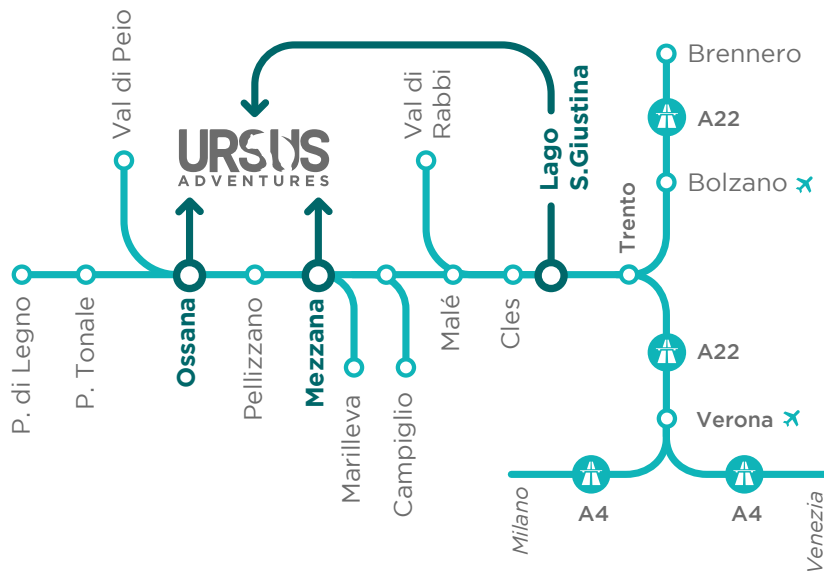 Val di Peio
URSUS
ADVENTURES
Val di
Rabbi
Lago
S.Giustina
Brennero
A22
Bolzano
Trento
P. di Legno
P. Tonale
Ossana
Pellizzano
Mezzana
Marilleva
Campiglio
Malé
Cles
A22
Verona
Milano
A4
A4
Venezia